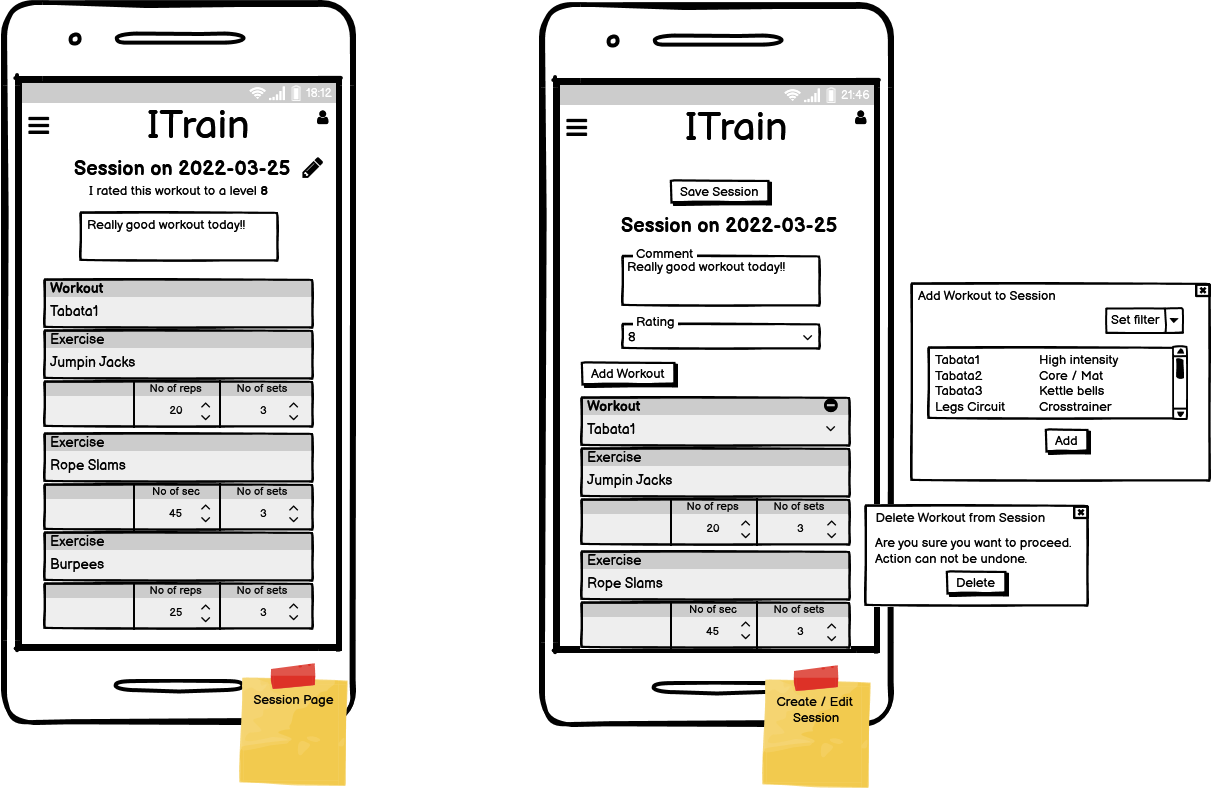 18:12
ITrain
Session on 2022-03-25
I rated this workout to a level 8
Really good workout today!!
Workout
Tabata1
Exercise
Jumpin Jacks
No of reps No of sets
20 3
Exercise
Rope Slams
No of sec No of sets
45 3
Exercise
Burpees
No of reps No of sets
25 3
Session Page
21:46
ITrain
Save Session
Session on 2022-03-25
Comment
Really good workout today!!
Rating
8
Add Workout
Workout
Tabata1
Exercise
Jumpin Jacks
No of reps No of sets
20 3
Exercise
Rope Slams
No of sec No of sets
45 3
Create / Edit
Session
Add Workout to Session
Set filter
Tabata1 High intensity
Tabata2 Core / Mat
Tabata3 Kettle bells
Legs Circuit Crosstrainer
Add
Delete Workout from Session
Are you sure you want to proceed.
Action can not be undone.
Delete